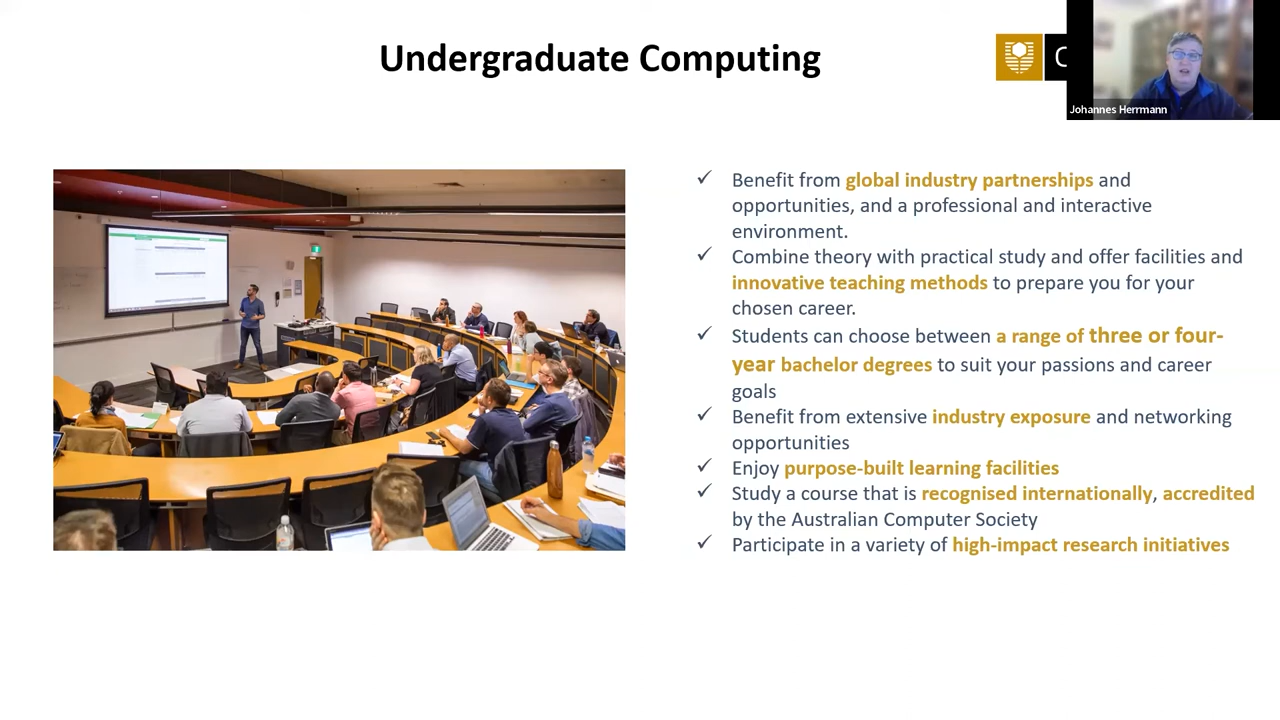 Undergraduate Computing
C
Johannes Herrmann
✓ Benefit from global industry partnerships and
opportunities, and a professional and interactive
environment.
✓ Combine theory with practical study and offer facilities and
innovative teaching methods to prepare you for your
chosen career.
✓ Students can choose between a range of three or four-
year bachelor degrees to suit your passions and career
goals
✓ Benefit from extensive industry exposure and networking
opportunities
✓ Enjoy purpose-built learning facilities
✓ Study a course that is recognised internationally, accredited
by the Australian Computer Society
✓ Participate in a variety of high-impact research initiatives